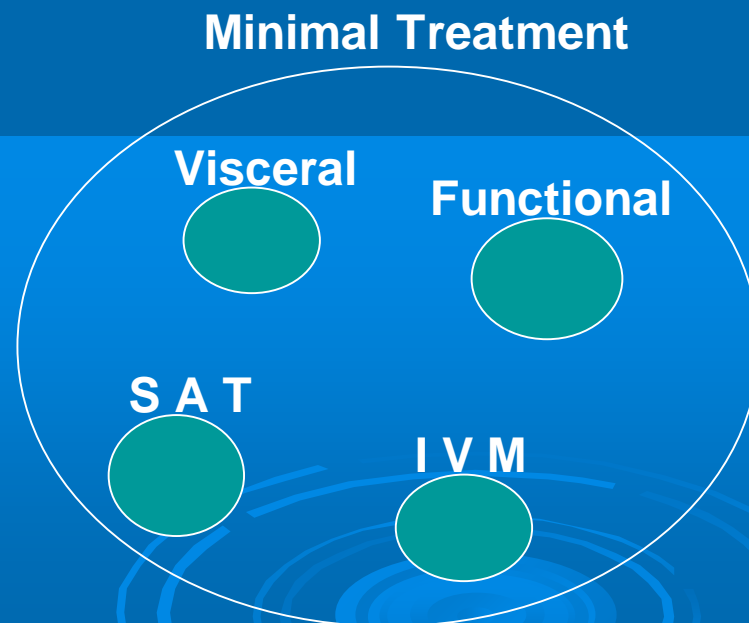 Minimal Treatment
Visceral
Functional
S A T
I V M